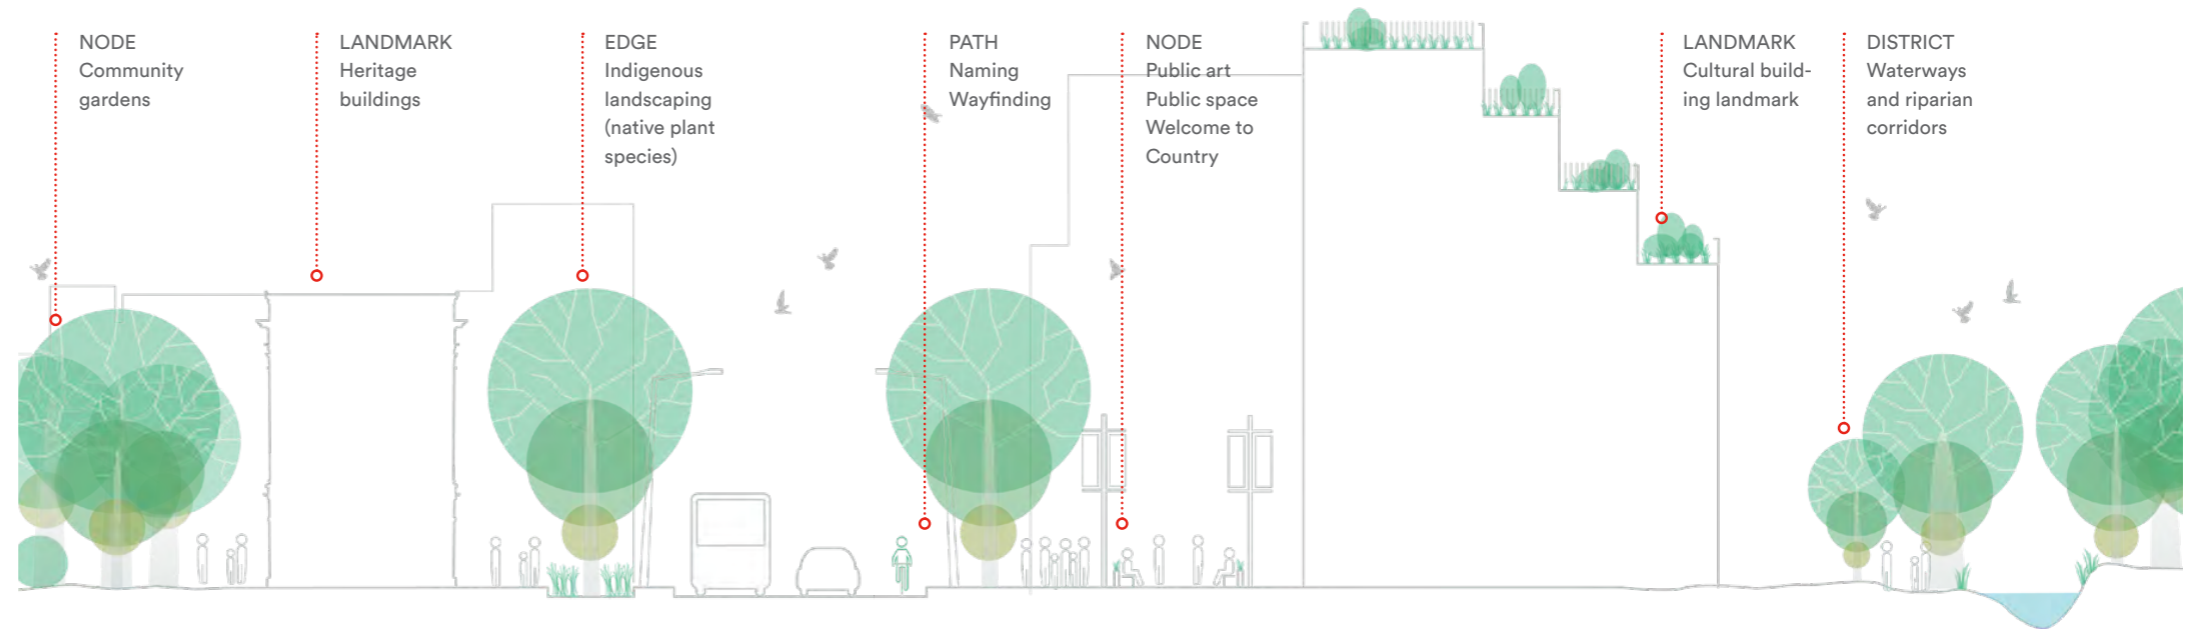 NODE
Community
gardens
LANDMARK
Heritage
buildings
EDGE
Indigenous
landscaping
(native plant
species)
PATH
Naming
Wayfinding
NODE
Public art
Public space
Welcome to
Country
LANDMARK
Cultural build-
ing landmark
DISTRICT
Waterways
and riparian
corridors